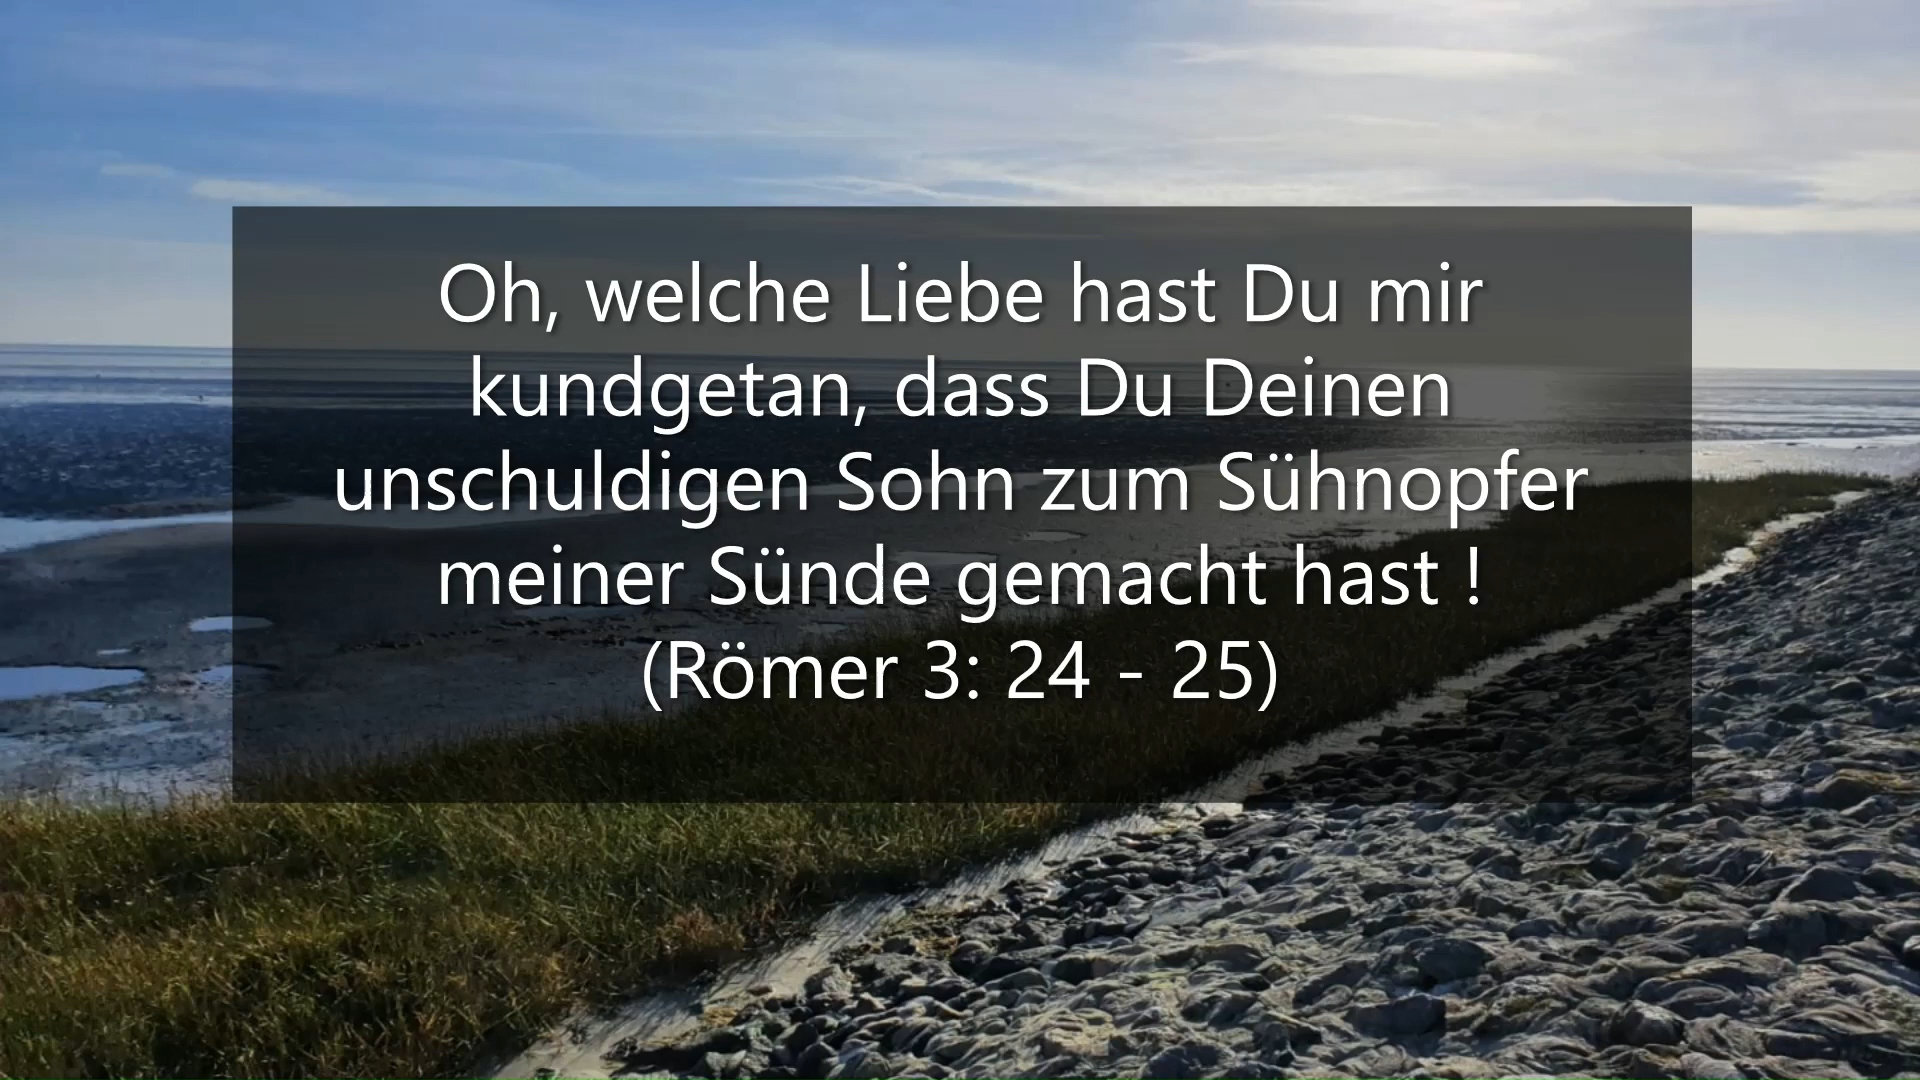 Oh, welche Liebe hast Du mir
kundgetan, dass Du Deinen
unschuldigen Sohn zum Sühnopfer
meiner Sünde gemacht hast !
(Römer 3: 24 - 25)